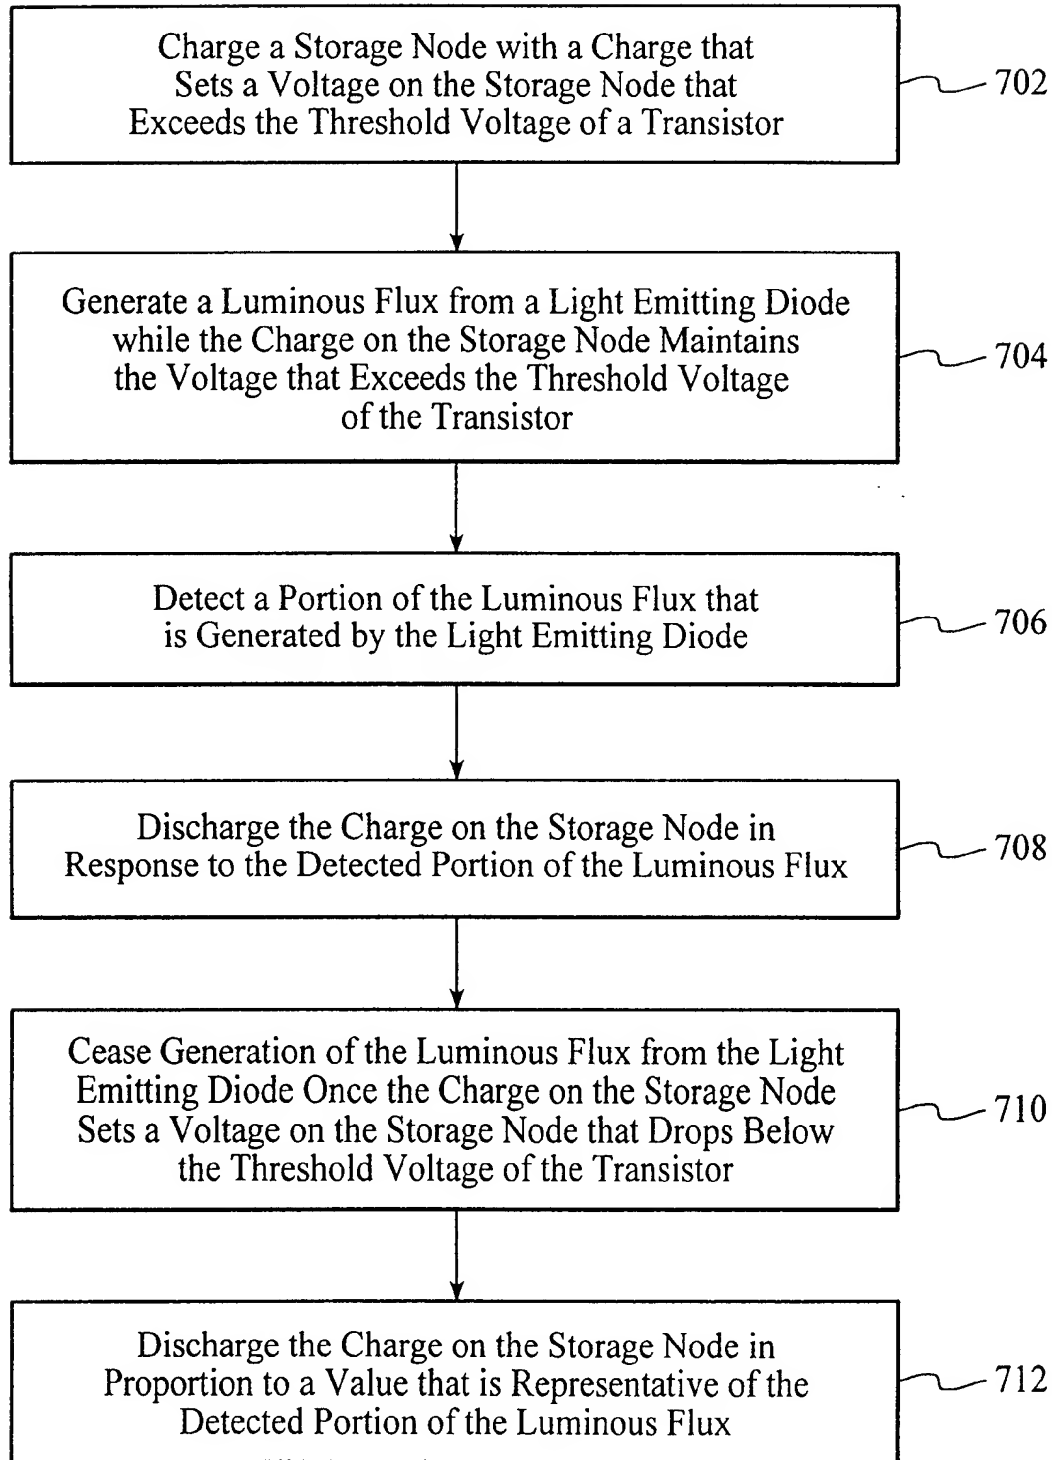 Charge a Storage Node with a Charge that
Sets a Voltage on the Storage Node that
Exceeds the Threshold Voltage of a Transistor
702
Generate a Luminous Flux from a Light Emitting Diode
while the Charge on the Storage Node Maintains
the Voltage that Exceeds the Threshold Voltage
of the Transistor
704
Detect a Portion of the Luminous Flux that
is Generated by the Light Emitting Diode
706
Discharge the Charge on the Storage Node in
Response to the Detected Portion of the Luminous Flux
708
Cease Generation of the Luminous Flux from the Light
Emitting Diode Once the Charge on the Storage Node
Sets a Voltage on the Storage Node that Drops Below
the Threshold Voltage of the Transistor
710
Discharge the Charge on the Storage Node in
Proportion to a Value that is Representative of the
Detected Portion of the Luminous Flux
712